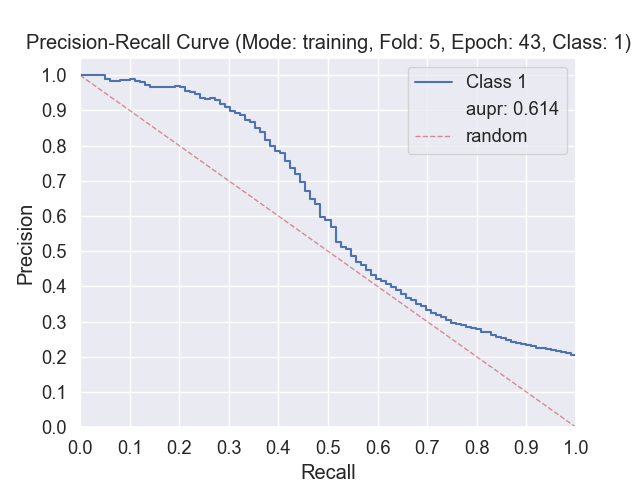 Precision-Recall Curve (Mode: training, Fold: 5, Epoch: 43, Class: 1)
1.0
0.9
0.8
0.7
0.6
0.5
0.4
0.3
0.2
0.1
0.0
Precision
Class 1
aupr: 0.614
random
0.0 0.1 0.2 0.3 0.4 0.5 0.6 0.7 0.8 0.9 1.0
Recall